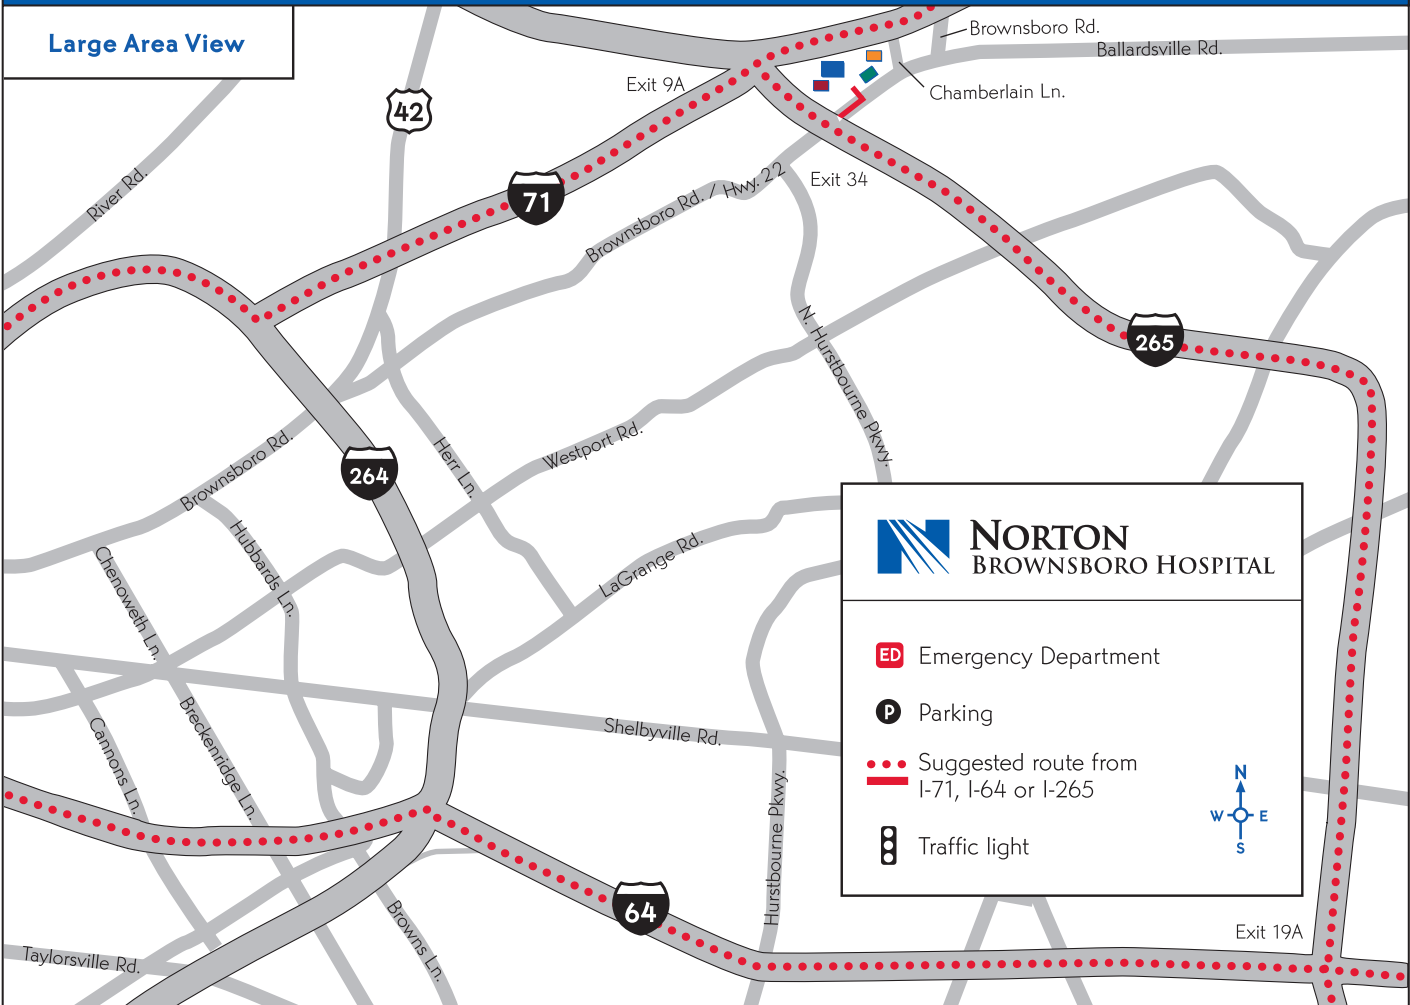 Large Area View
Brownsboro Rd.
Ballardsville Rd.
Exit 9A
Chamberlain Ln.
42
River Rd.
71
Brownsboro Rd. / Hwy. 22
Exit 34
N. Hurstbourne Pkwy.
265
Brownsboro Rd.
264
Herr Ln.
Westport Rd.
Hubbards Ln.
Chenoweth Ln.
LaGrange Rd.
NORTON
BROWNSBORO HOSPITAL
ED Emergency Department
P Parking
Suggested route from
I-71, I-64 or I-265
Traffic light
N
W E
S
Shelbyville Rd.
Breckenridge Ln.
Cannons Ln.
Hurstbourne Pkwy.
64
Browns Ln.
Exit 19A
Taylorsville Rd.